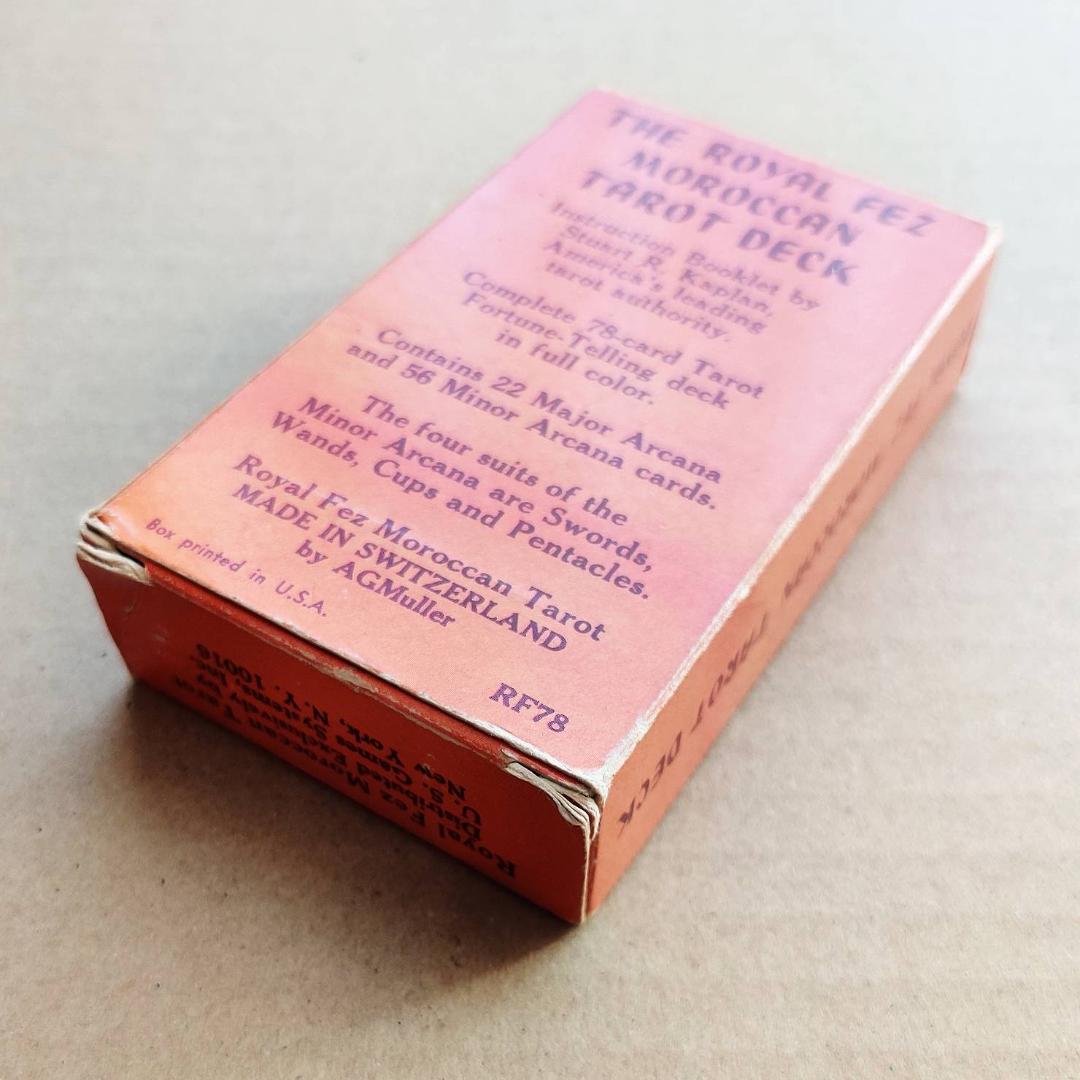 THE ROYAL FEZ
MOROCCAN
TAROT DECK
Instruction Booklet by
Stuart R. Kaplan,
America's leading
tarot authority.
Complete 78-card Tarot
Fortune-Telling deck
in full color.
Contains 22 Major Arcana
and 56 Minor Arcana cards.
The four suits of the
Minor Arcana are Swords,
Wands, Cups and Pentacles.
Royal Fez Moroccan Tarot
MADE IN SWITZERLAND
by AGMuller
Box printed in U.S.A.
RF78
Royal Fez Moroccan Tarot
Distributed Exclusively by
U. S. Games Systems Inc.
New York, N.Y. 10016
TAROT DECK